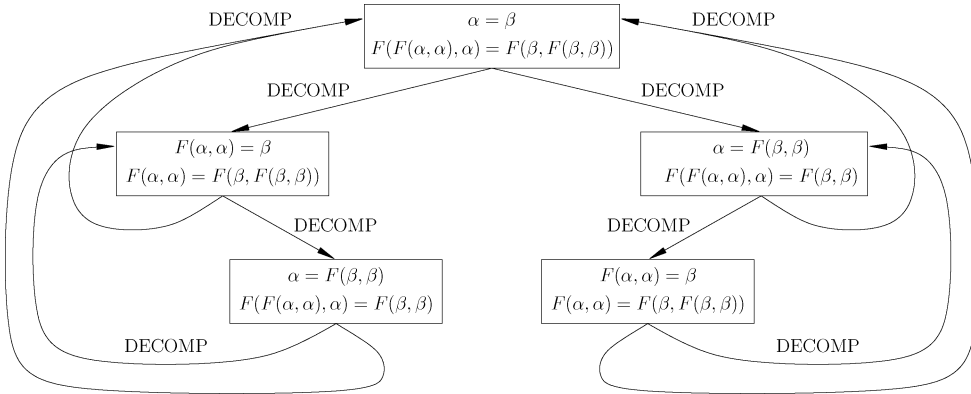 DECOMP
α = β
DECOMP
F(F(α, α), α) = F(β, F(β, β))
DECOMP
DECOMP
F(α, α) = β
F(α, α) = F(β, F(β, β))
α = F(β, β)
F(F(α, α), α) = F(β, β)
DECOMP
DECOMP
α = F(β, β)
F(F(α, α), α) = F(β, β)
F(α, α) = β
F(α, α) = F(β, F(β, β))
DECOMP
DECOMP